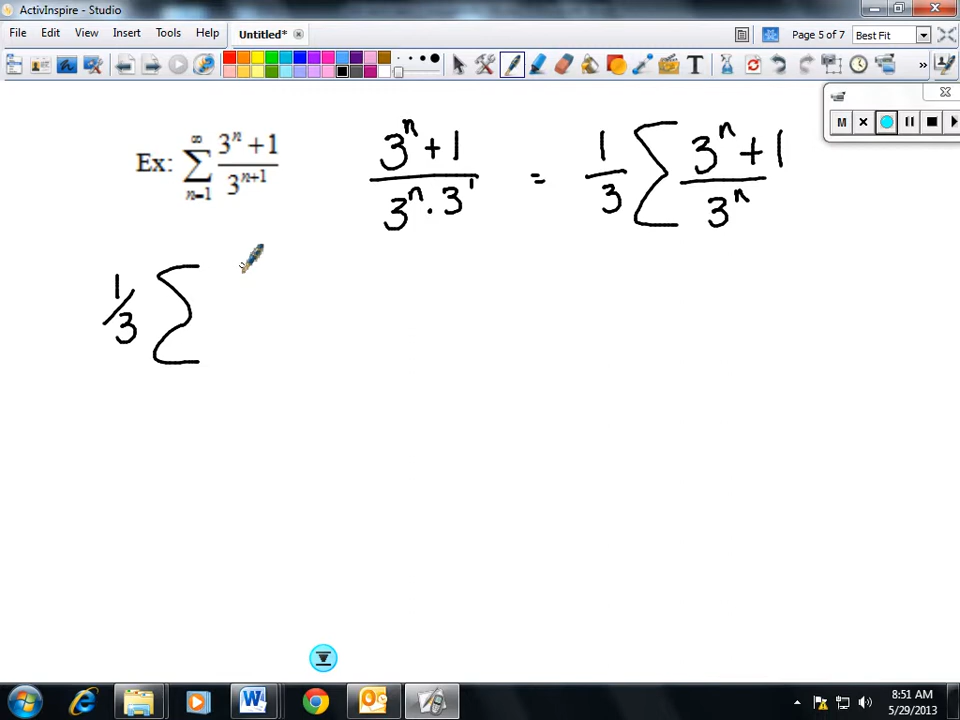 ActivInspire - Studio
File Edit View Insert Tools Help Untitled* Page 5 of 7 Best Fit
T »
M
Ex: ∞ ∑ n=1 3^n + 1 / 3^(n+1)
3^n + 1 / 3^n · 3^1 = 1/3 ∑ 3^n + 1 / 3^n
1/3 ∑
8:51 AM
5/29/2013